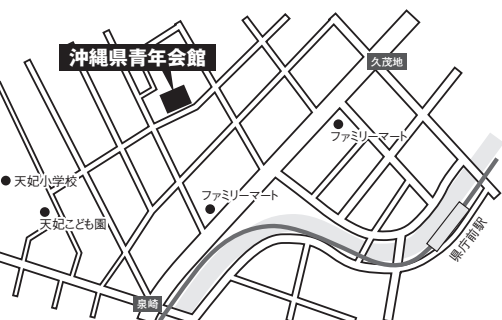 沖縄県青年会館
久茂地
ファミリーマート
天妃小学校
ファミリーマート
天妃こども園
県庁前駅
泉崎